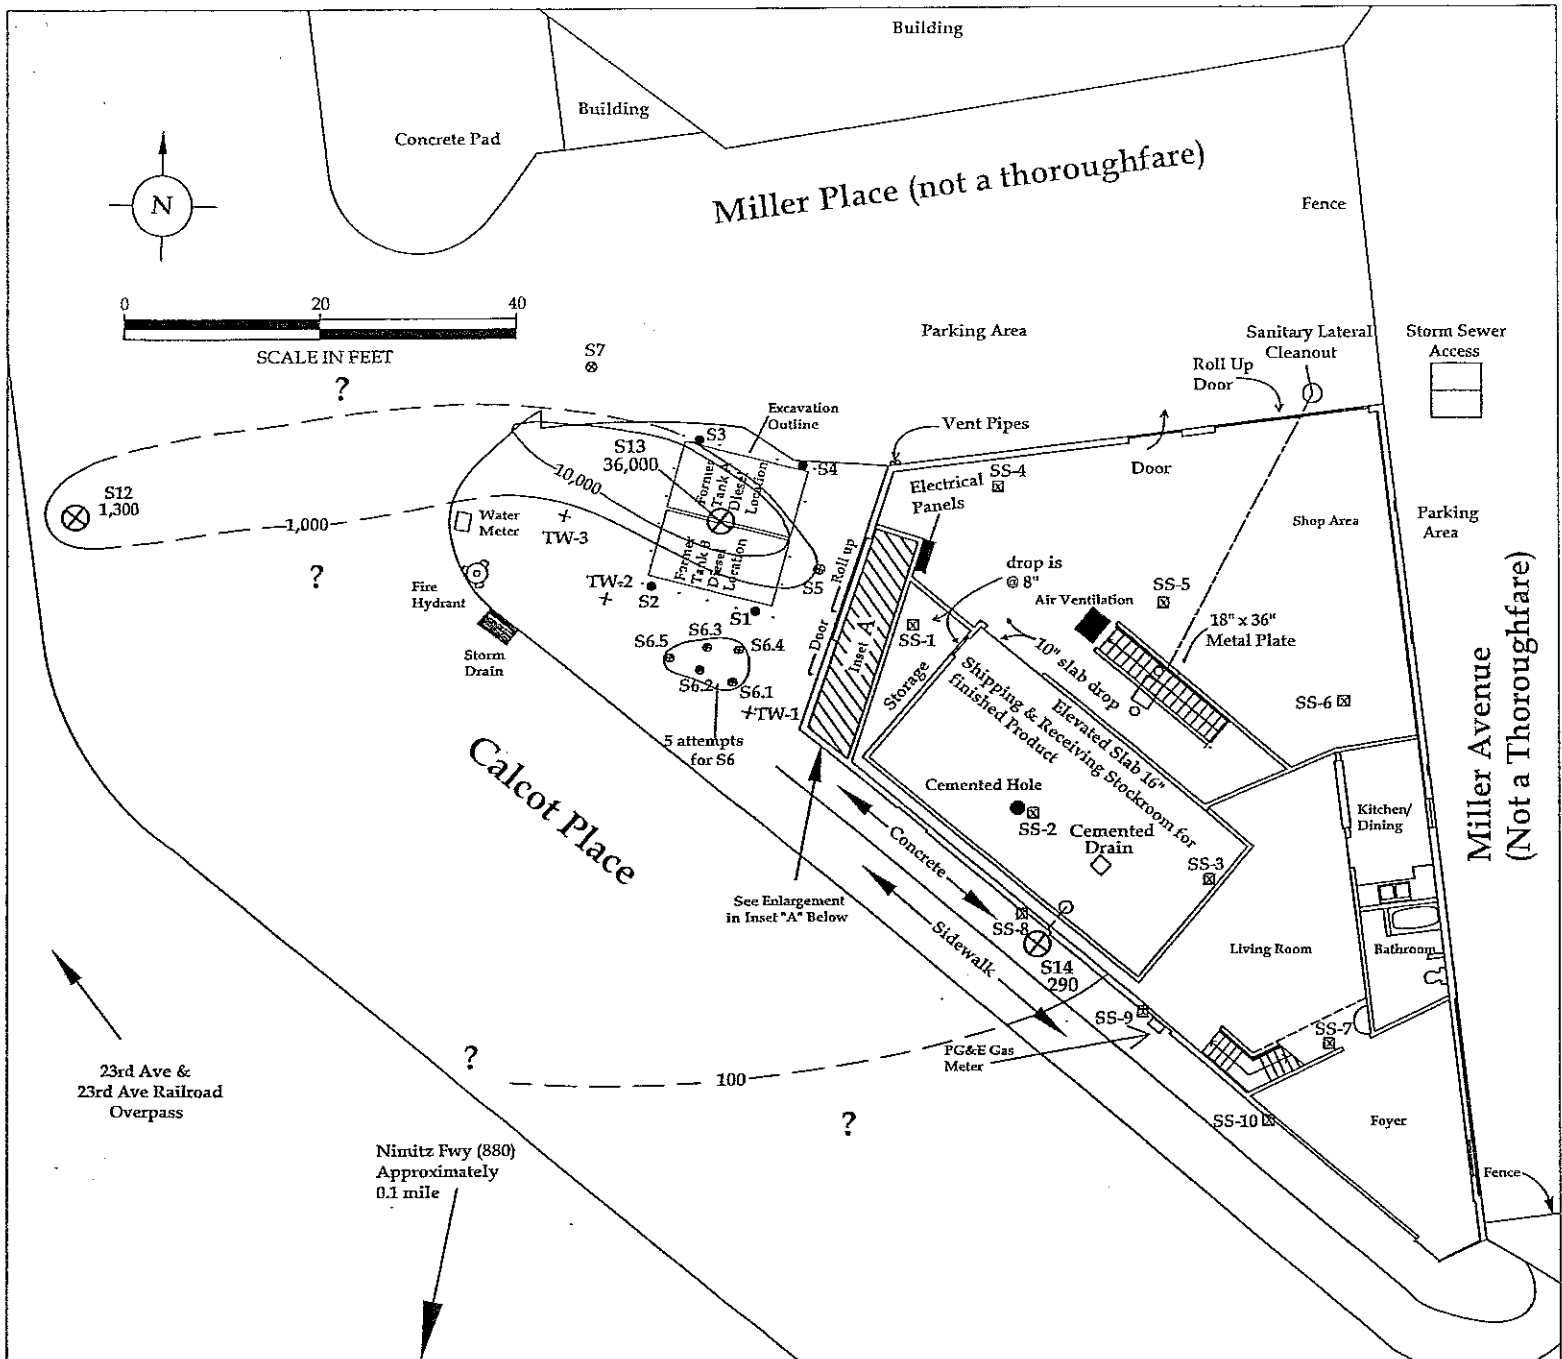 Building
Building
Concrete Pad
Miller Place (not a thoroughfare)
N
Fence
0 20 40
SCALE IN FEET
Parking Area
Sanitary Lateral
Cleanout
Storm Sewer
Access
Roll Up
Door
S7
?
Excavation
Outline
Vent Pipes
S3
S13
36,000
S4
Door
SS-4
Electrical
Panels
10,000
Former
Tank A
Diesel
Location
S12
1,300
1,000
Water
Meter
TW-3
Shop Area
Parking
Area
Former
Tank B
Diesel
Location
Roll up
Door
drop is
@ 8"
?
Fire
Hydrant
TW-2
S2
S5
S1
SS-5
Air Ventilation
18" x 36"
Metal Plate
SS-1
Inset A
S6.5
S6.3
S6.4
S6.2
S6.1
Storm
Drain
TW-1
5 attempts
for S6
Storage
10" slab drop
Elevated Slab 16"
Shipping & Receiving Stockroom for
finished Product
SS-6
Miller Avenue
(Not a Thoroughfare)
Calcot Place
Cemented Hole
SS-2
Cemented
Drain
SS-3
Kitchen/
Dining
Concrete
See Enlargement
in Inset "A" Below
Sidewalk
SS-8
S14
290
Living Room
Bathroom
SS-9
SS-7
PG&E Gas
Meter
?
100
?
23rd Ave &
23rd Ave Railroad
Overpass
SS-10
Foyer
Nimitz Fwy (880)
Approximately
0.1 mile
Fence